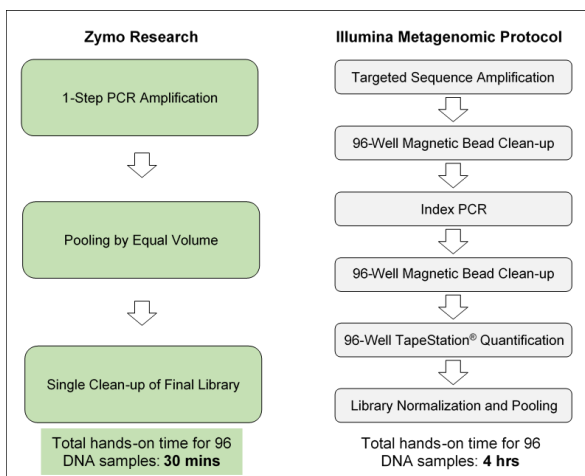 Zymo Research
1-Step PCR Amplification
Pooling by Equal Volume
Single Clean-up of Final Library
Total hands-on time for 96
DNA samples: 30 mins
Illumina Metagenomic Protocol
Targeted Sequence Amplification
96-Well Magnetic Bead Clean-up
Index PCR
96-Well Magnetic Bead Clean-up
96-Well TapeStation® Quantification
Library Normalization and Pooling
Total hands-on time for 96
DNA samples: 4 hrs